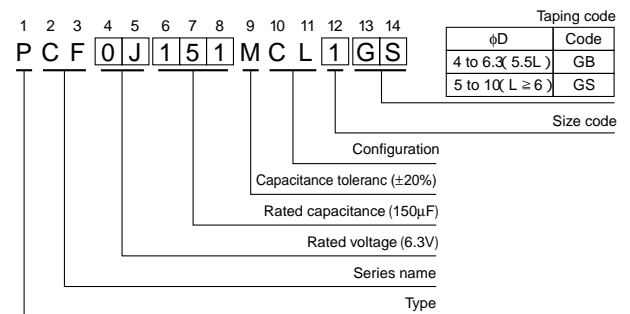 Taping code
1 2 3 4 5 6 7 8 9 10 11 12 13 14
P C F 0 J 1 5 1 M C L 1 G S
φD Code
4 to 6.3( 5.5L ) GB
5 to 10( L ≧ 6 ) GS
Size code
Configuration
Capacitance toleranc (±20%)
Rated capacitance (150μF)
Rated voltage (6.3V)
Series name
Type